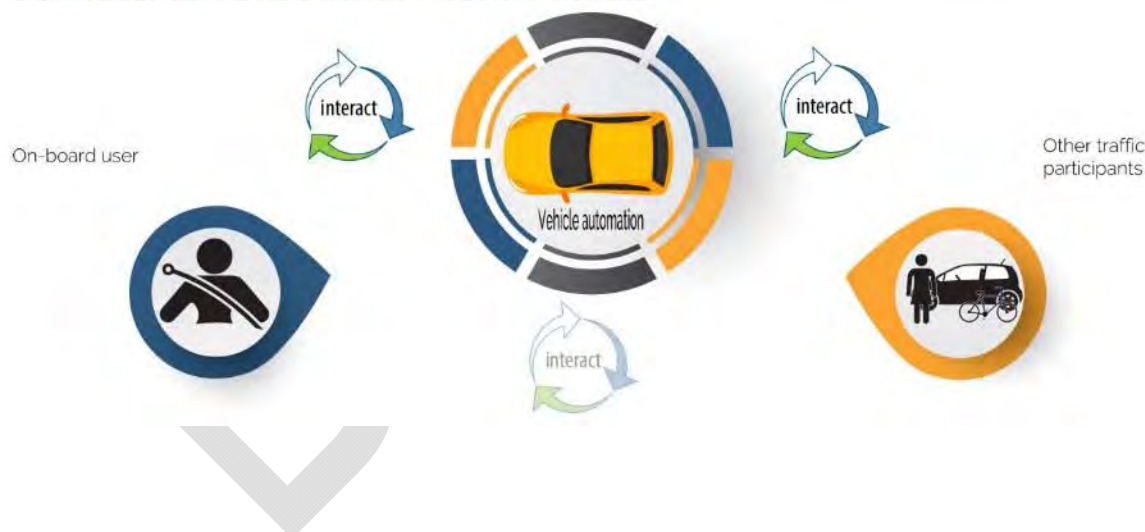 interact
interact
On-board user
Other traffic
participants
Vehicle automation
interact